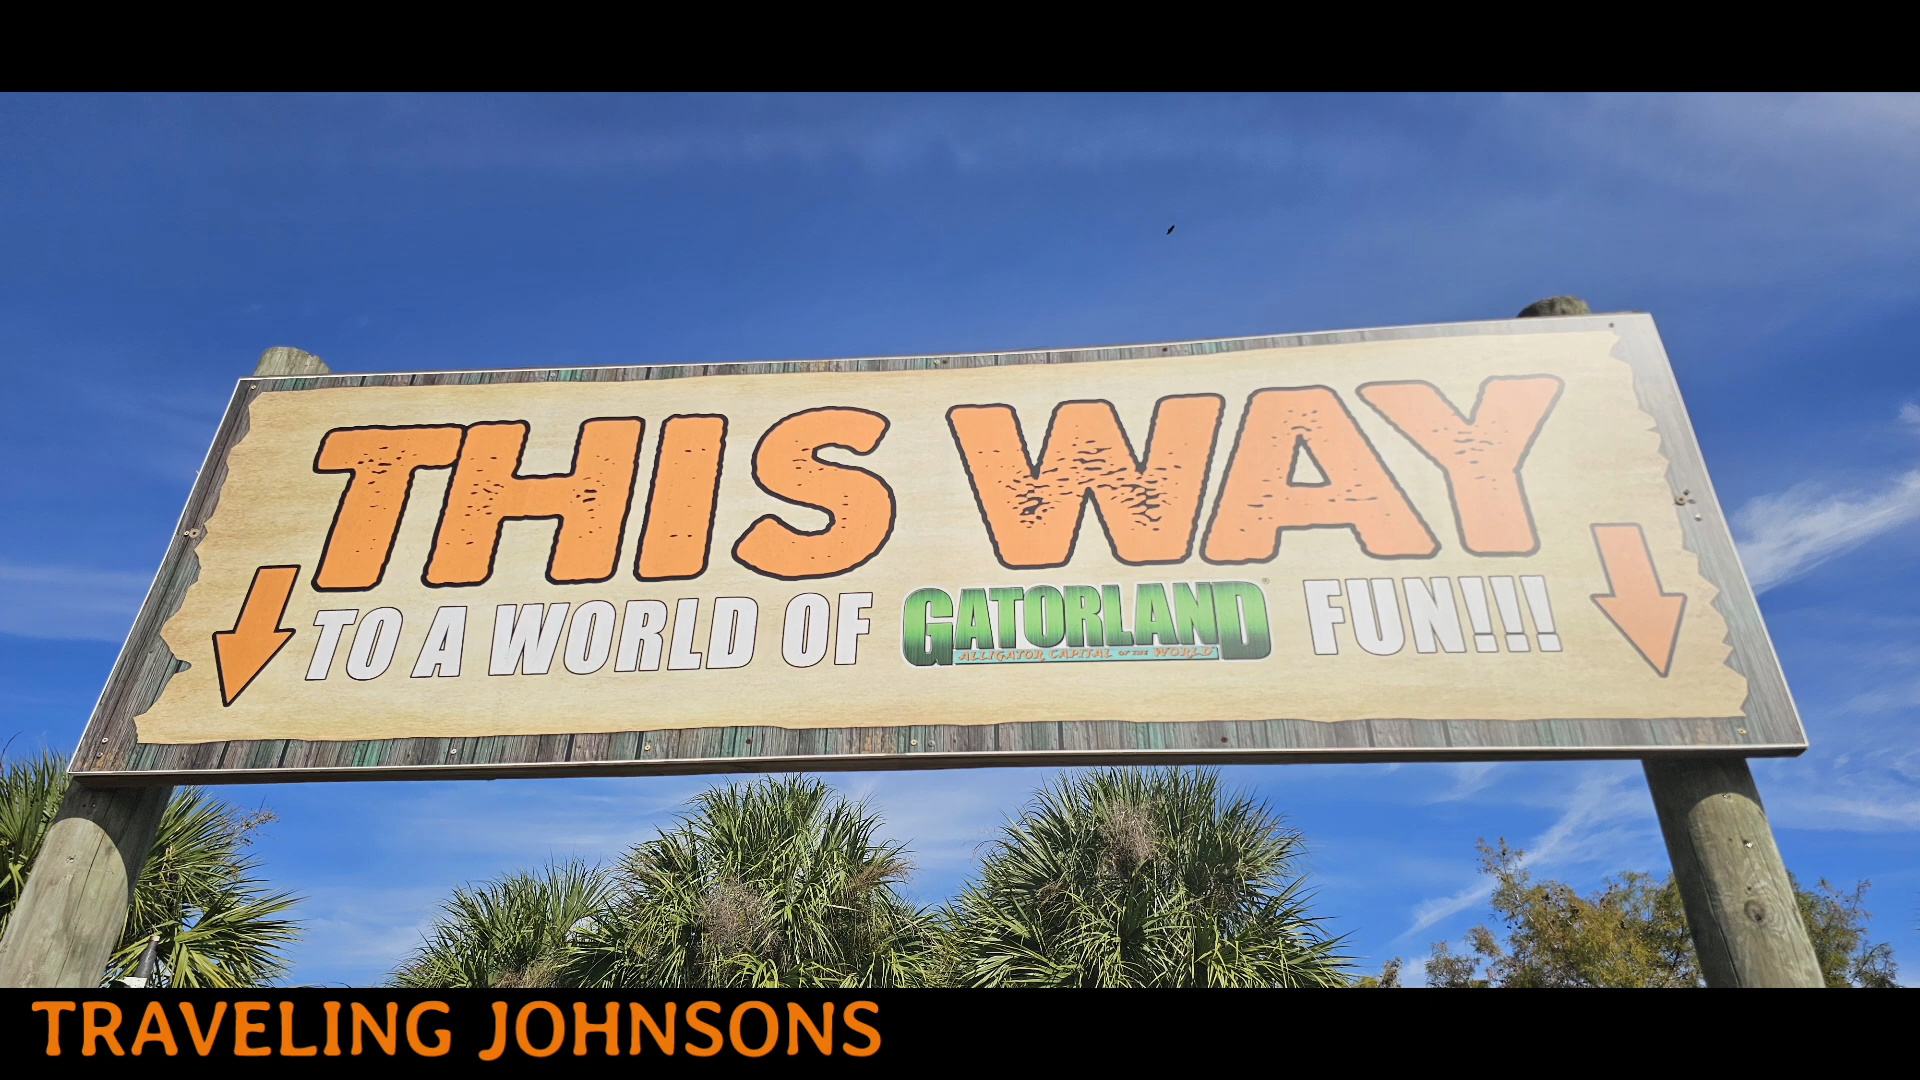 THIS WAY
TO A WORLD OF GATORLAND® FUN!!!
ALLIGATOR CAPITAL OF THE WORLD
TRAVELING JOHNSONS